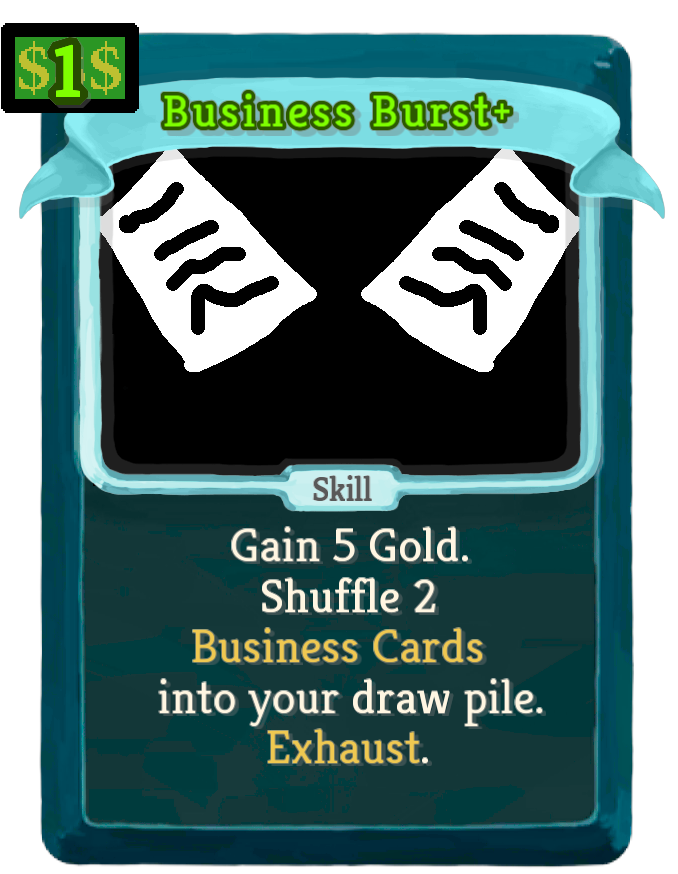 $1$
Business Burst+
Skill
Gain 5 Gold.
Shuffle 2
Business Cards
into your draw pile.
Exhaust.